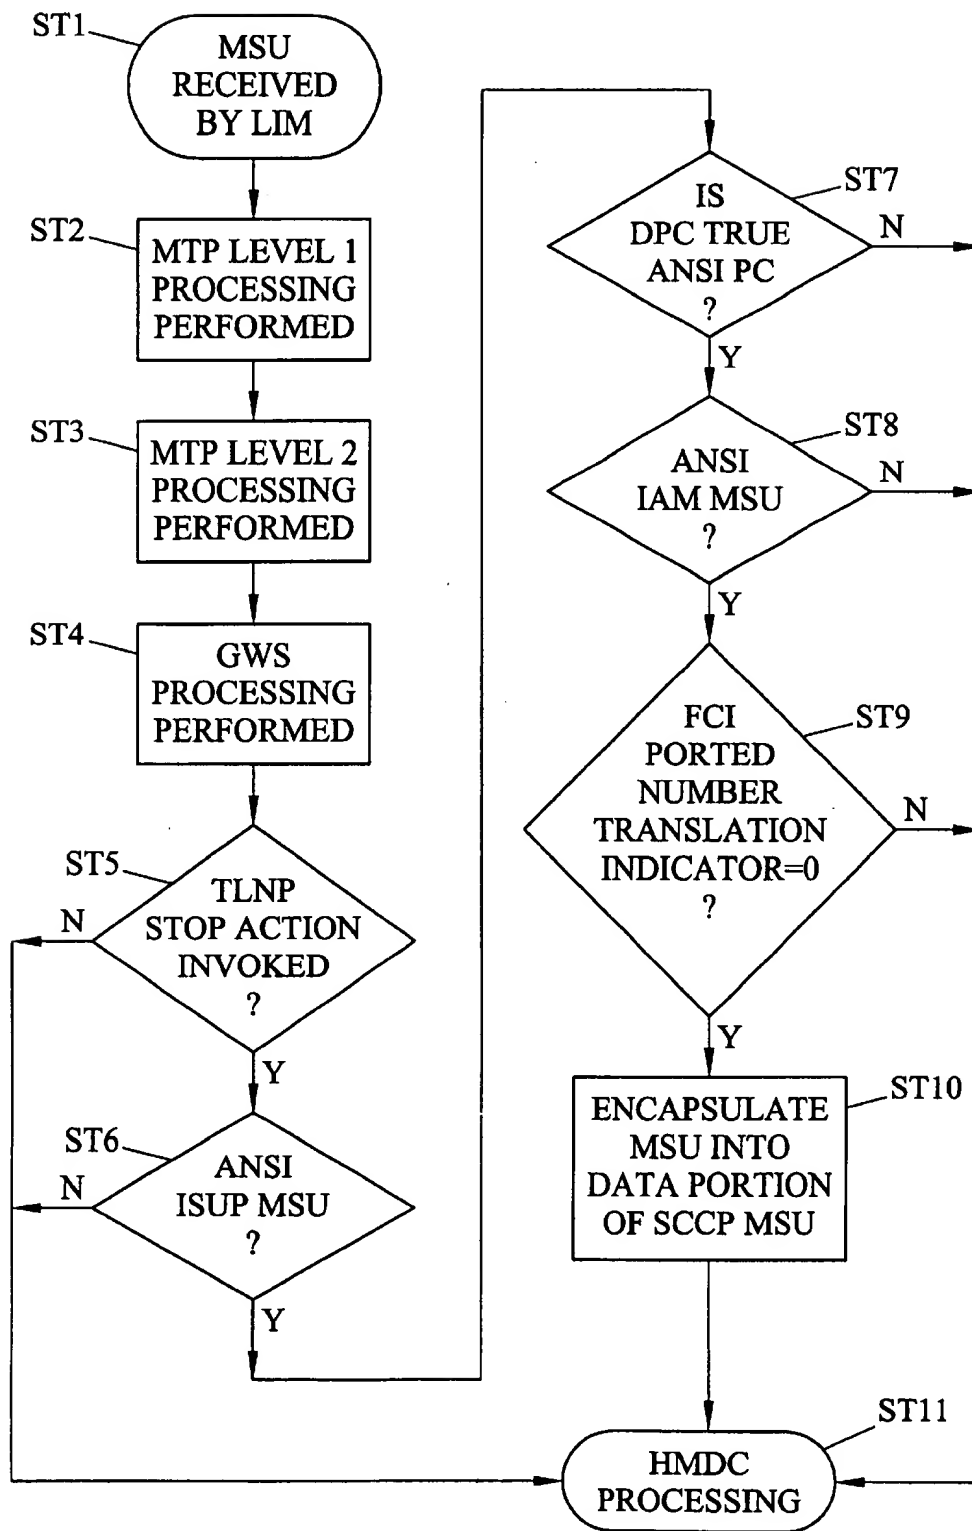 ST1
MSU
RECEIVED
BY LIM
ST2
MTP LEVEL 1
PROCESSING
PERFORMED
ST3
MTP LEVEL 2
PROCESSING
PERFORMED
ST4
GWS
PROCESSING
PERFORMED
ST5
TLNP
STOP ACTION
INVOKED
?
N
Y
ST6
ANSI
ISUP MSU
?
N
Y
ST7
IS
DPC TRUE
ANSI PC
?
N
Y
ST8
ANSI
IAM MSU
?
N
Y
ST9
FCI
PORTED
NUMBER
TRANSLATION
INDICATOR=0
?
N
Y
ST10
ENCAPSULATE
MSU INTO
DATA PORTION
OF SCCP MSU
ST11
HMDC
PROCESSING